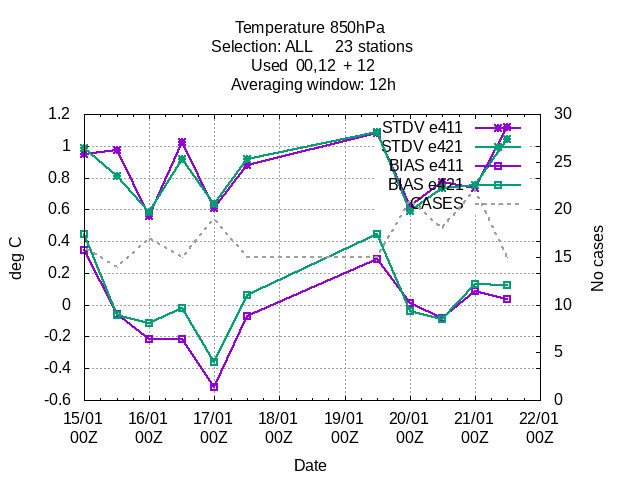 Temperature 850hPa
Selection: ALL 23 stations
Used 00,12 + 12
Averaging window: 12h
1.2
1
0.8
0.6
0.4
0.2
0
-0.2
-0.4
-0.6
deg C
30
25
20
15
10
5
0
No cases
STDV e411
STDV e421
BIAS e411
BIAS e421
CASES
15/01 16/01 17/01 18/01 19/01 20/01 21/01 22/01
00Z 00Z 00Z 00Z 00Z 00Z 00Z 00Z
Date